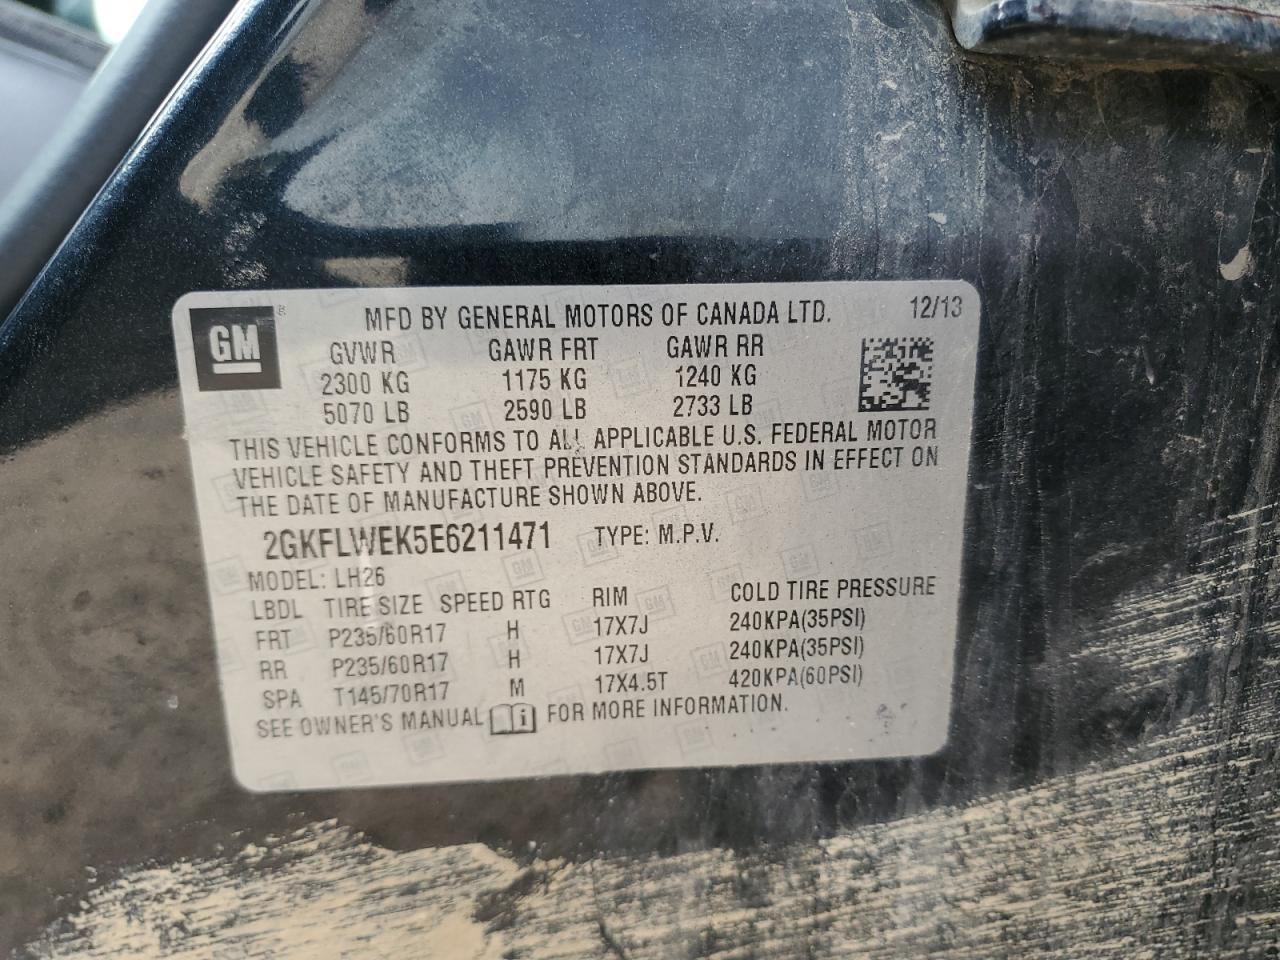 GM
MFD BY GENERAL MOTORS OF CANADA LTD. 12/13
GVWR GAWR FRT GAWR RR
2300 KG 1175 KG 1240 KG
5070 LB 2590 LB 2733 LB
THIS VEHICLE CONFORMS TO ALL APPLICABLE U.S. FEDERAL MOTOR
VEHICLE SAFETY AND THEFT PREVENTION STANDARDS IN EFFECT ON
THE DATE OF MANUFACTURE SHOWN ABOVE.
2GKFLWEK5E6211471 TYPE: M.P.V.
MODEL: LH26
LBDL TIRE SIZE SPEED RTG RIM COLD TIRE PRESSURE
FRT P235/60R17 H 17X7J 240KPA(35PSI)
RR P235/60R17 H 17X7J 240KPA(35PSI)
SPA T145/70R17 M 17X4.5T 420KPA(60PSI)
SEE OWNER'S MANUAL i FOR MORE INFORMATION.